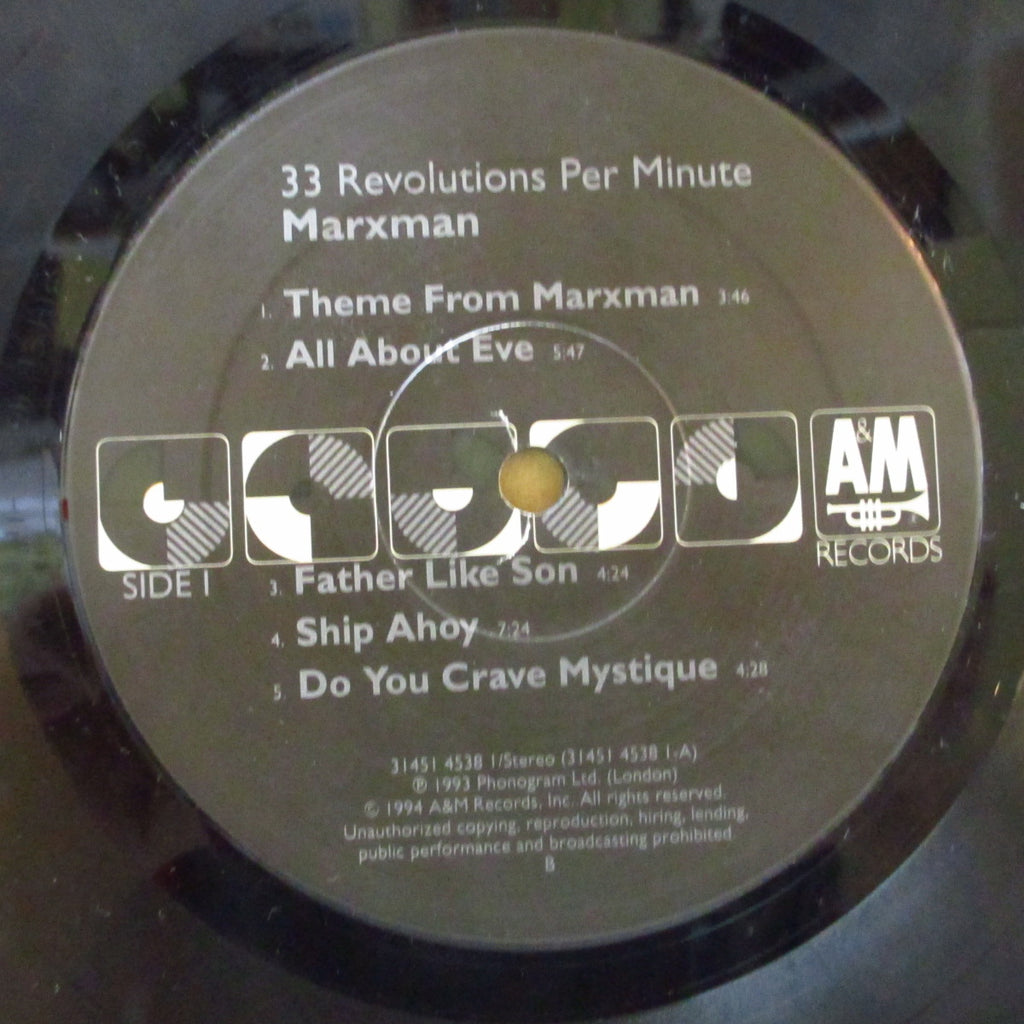 33 Revolutions Per Minute
Marxman
1. Theme From Marxman 3:46
2. All About Eve 5:47
A&M
RECORDS
SIDE 1
3. Father Like Son 4:24
4. Ship Ahoy 7:24
5. Do You Crave Mystique 4:28
31451 4538 1/Stereo (31451 4538 1-A)
℗ 1993 Phonogram Ltd. (London)
© 1994 A&M Records, Inc. All rights reserved.
Unauthorized copying, reproduction, hiring, lending,
public performance and broadcasting prohibited
B